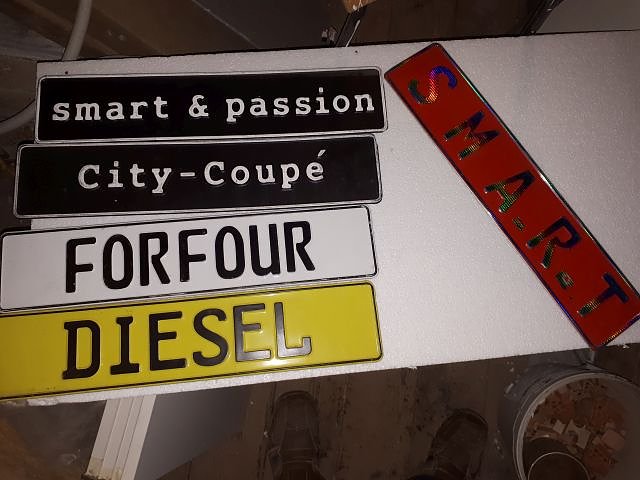 smart & passion
City-Coupé
FORFOUR
DIESEL
S M A.R.T